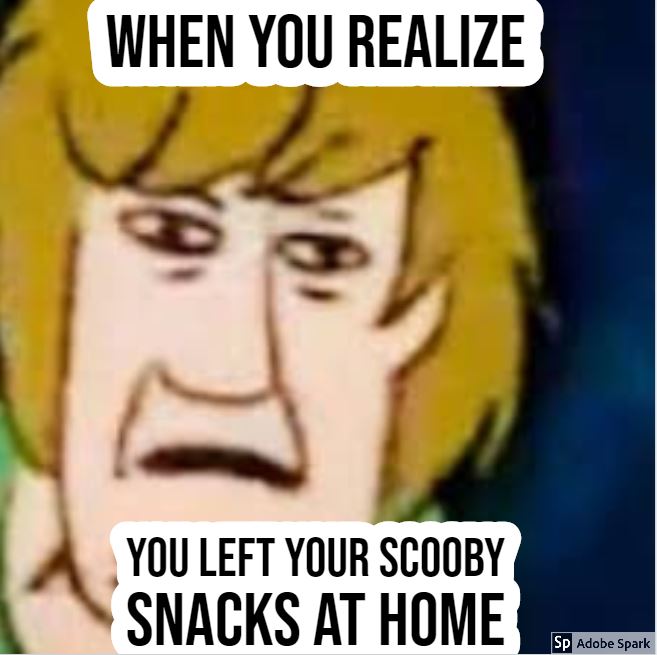 WHEN YOU REALIZE
YOU LEFT YOUR SCOOBY
SNACKS AT HOME
Sp Adobe Spark